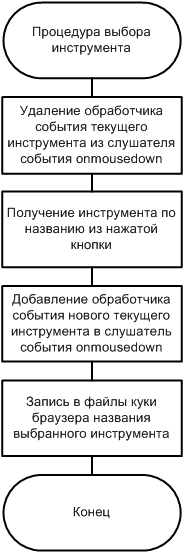 Процедура выбора
инструмента
Удаление обработчика
события текущего
инструмента из слушателя
события onmousedown
Получение инструмента по
названию из нажатой
кнопки
Добавление обработчика
события нового текущего
инструмента в слушатель
события onmousedown
Запись в файлы куки
браузера названия
выбранного инструмента
Конец